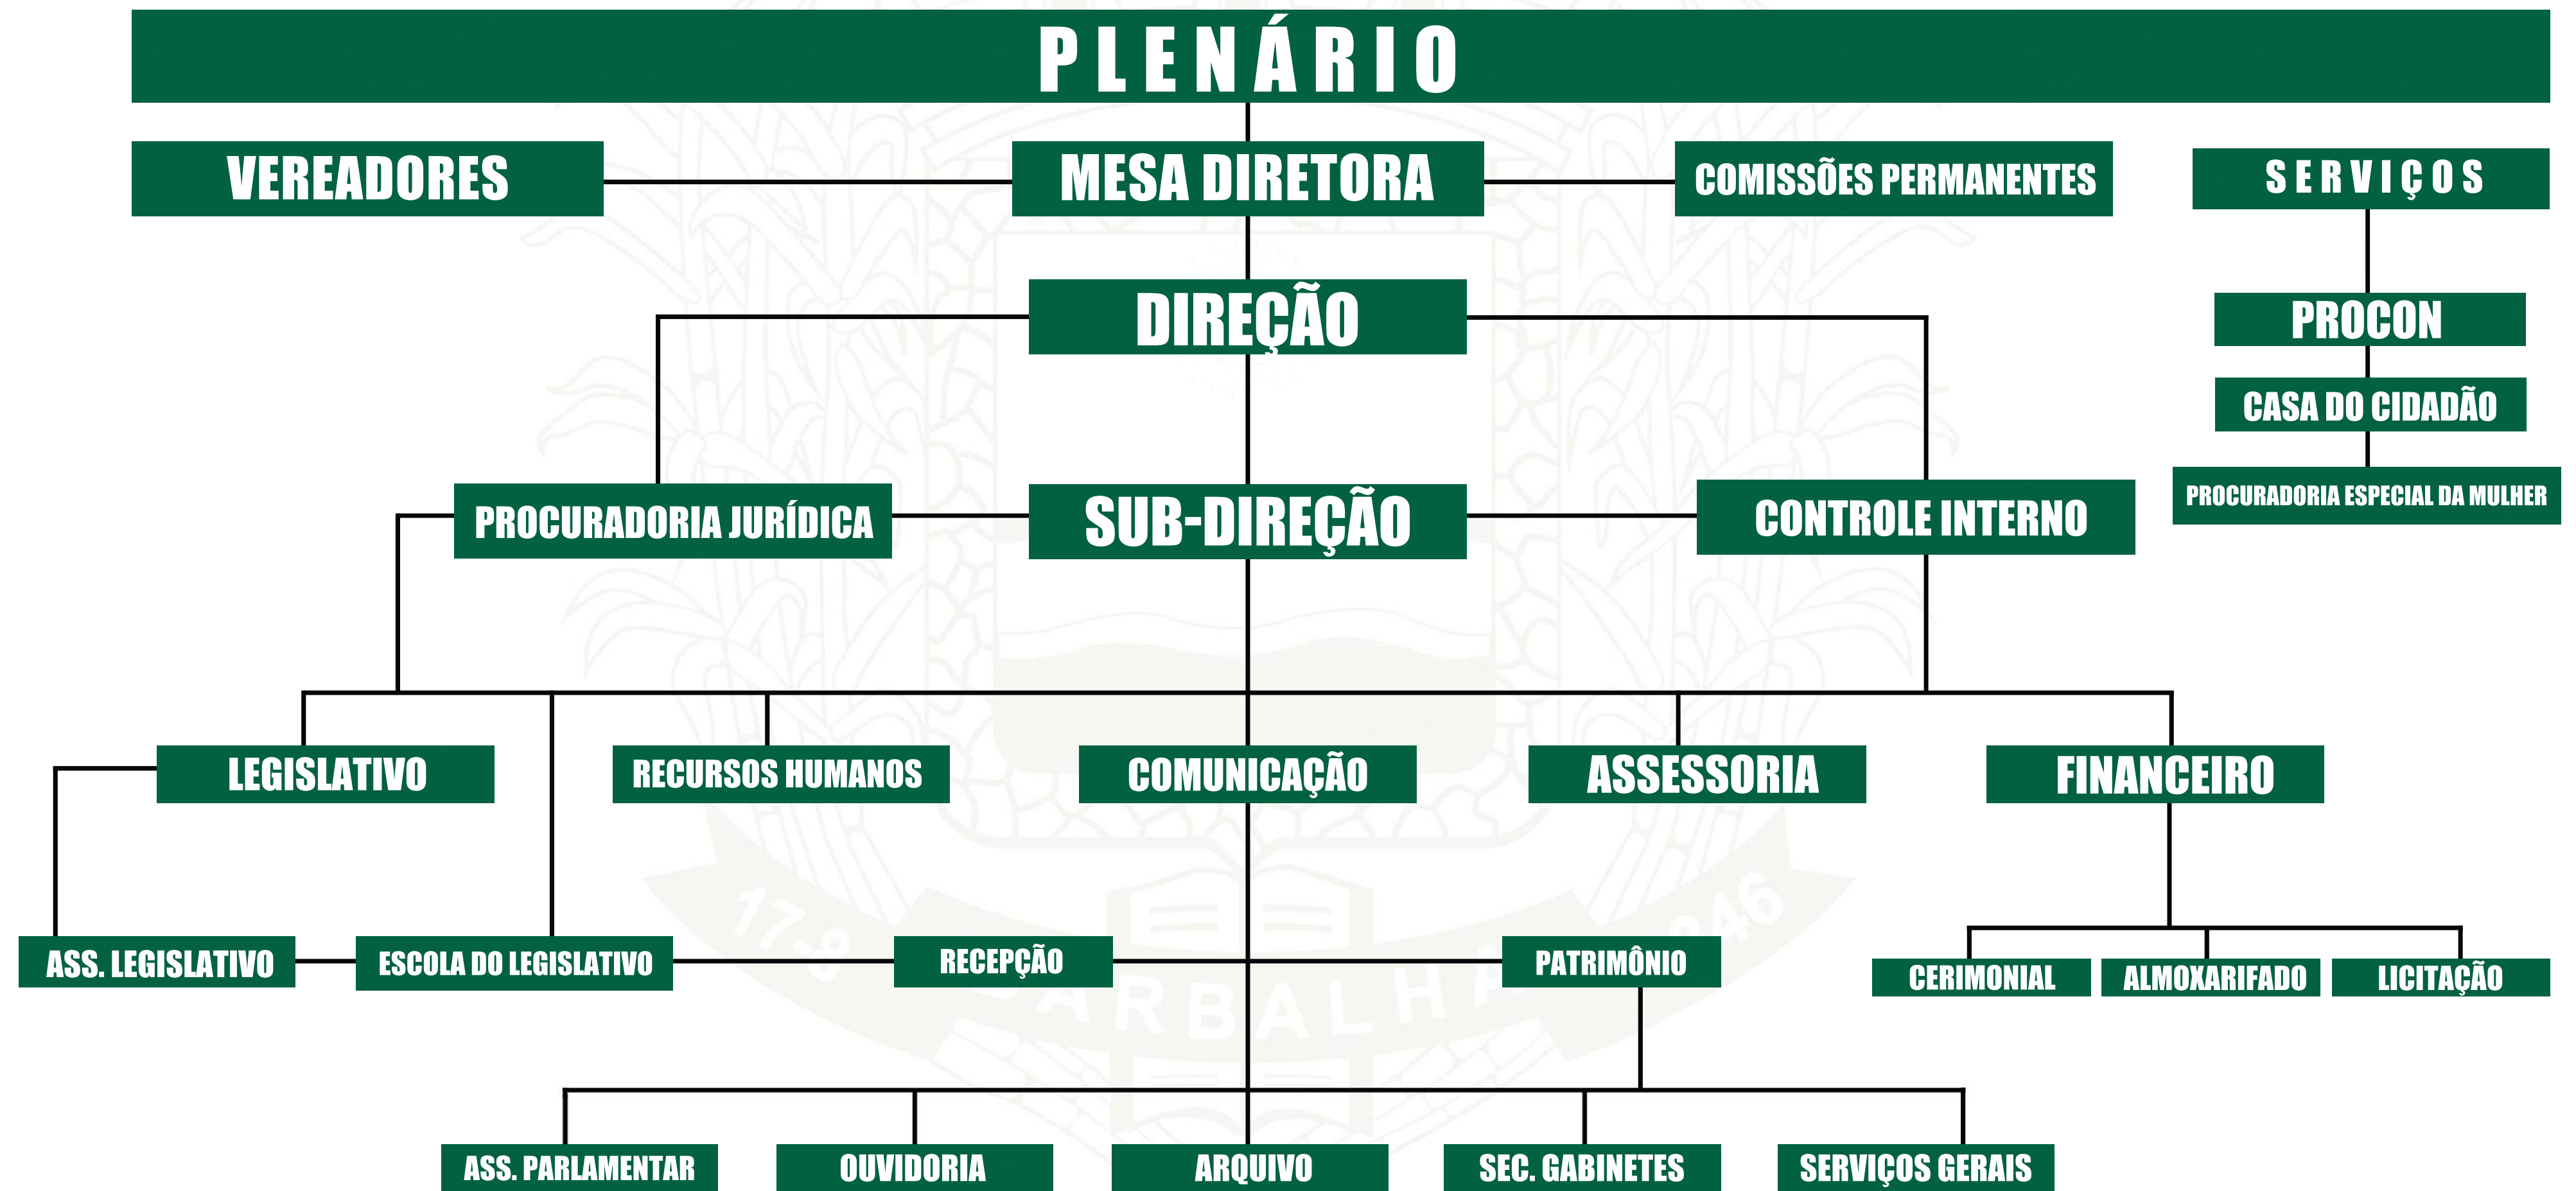 PLENÁRIO
VEREADORES
MESA DIRETORA
COMISSÕES PERMANENTES
SERVIÇOS
DIREÇÃO
PROCON
CASA DO CIDADÃO
PROCURADORIA JURÍDICA
SUB-DIREÇÃO
CONTROLE INTERNO
PROCURADORIA ESPECIAL DA MULHER
LEGISLATIVO
RECURSOS HUMANOS
COMUNICAÇÃO
ASSESSORIA
FINANCEIRO
ASS. LEGISLATIVO
ESCOLA DO LEGISLATIVO
RECEPÇÃO
PATRIMÔNIO
CERIMONIAL
ALMOXARIFADO
LICITAÇÃO
ASS. PARLAMENTAR
OUVIDORIA
ARQUIVO
SEC. GABINETES
SERVIÇOS GERAIS